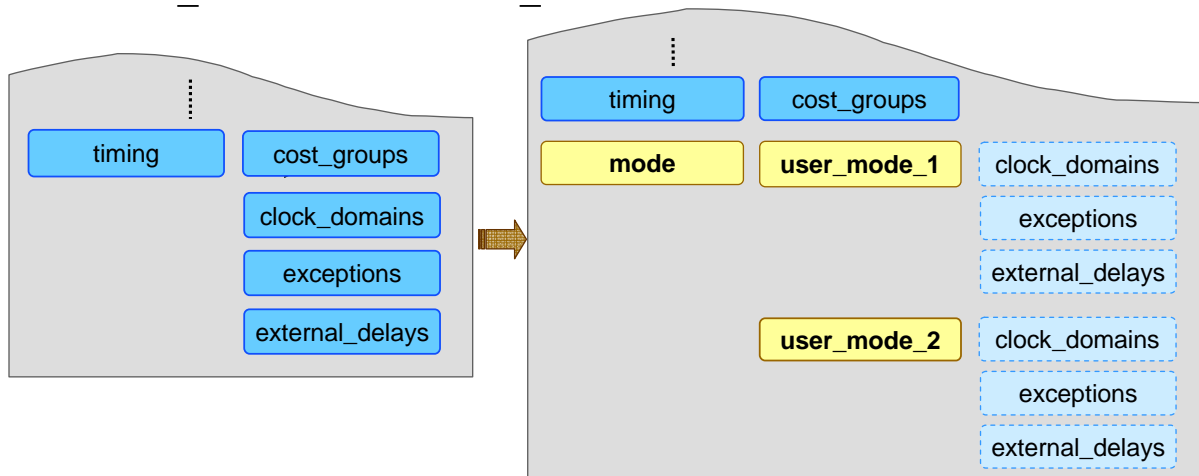 timing cost_groups
clock_domains
exceptions
external_delays
timing cost_groups
mode user_mode_1 clock_domains
exceptions
external_delays
user_mode_2 clock_domains
exceptions
external_delays